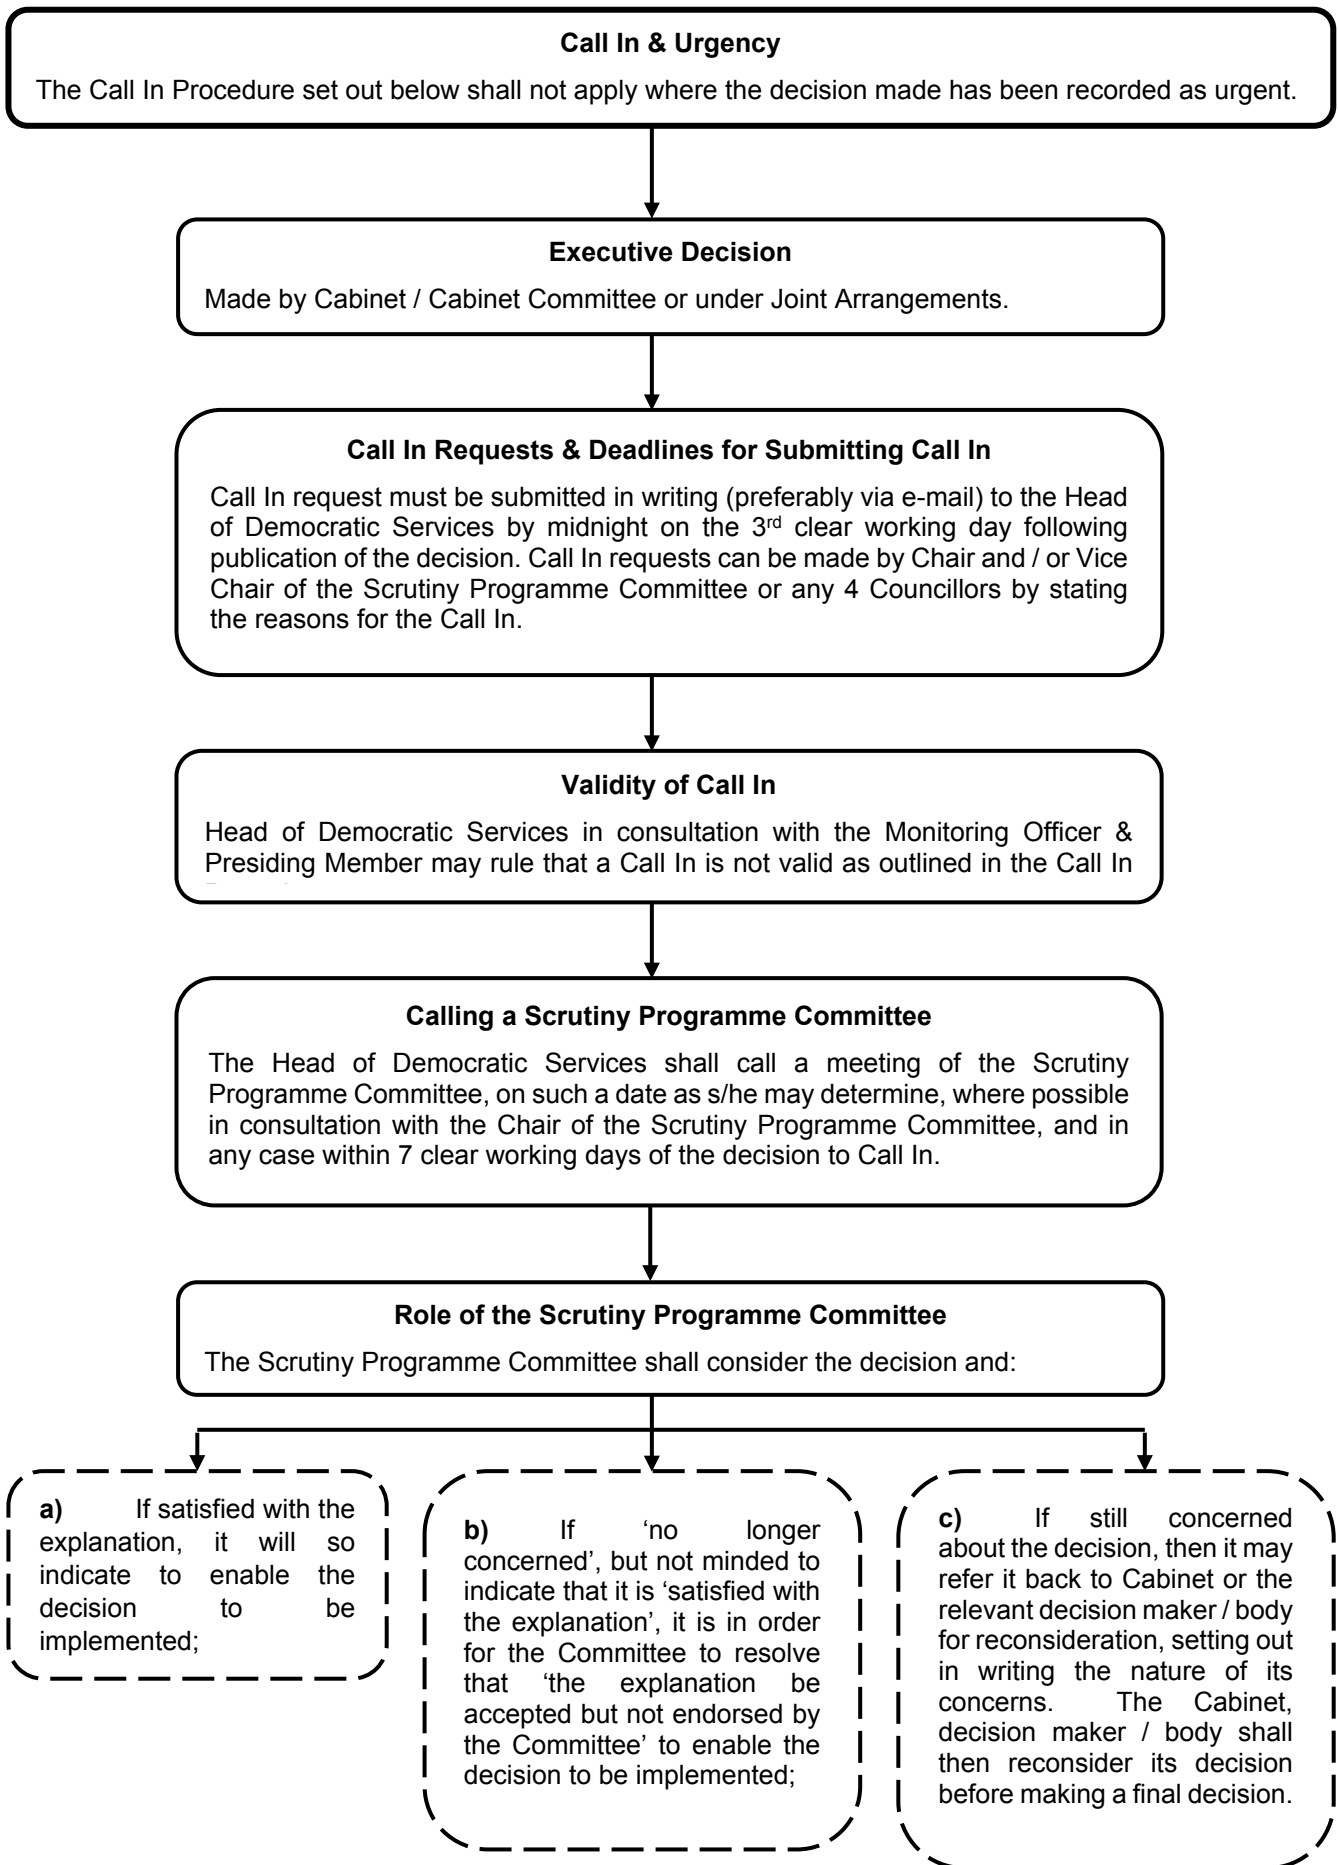 Call In & Urgency
The Call In Procedure set out below shall not apply where the decision made has been recorded as urgent.
Executive Decision
Made by Cabinet / Cabinet Committee or under Joint Arrangements.
Call In Requests & Deadlines for Submitting Call In
Call In request must be submitted in writing (preferably via e-mail) to the Head
of Democratic Services by midnight on the 3rd clear working day following
publication of the decision. Call In requests can be made by Chair and / or Vice
Chair of the Scrutiny Programme Committee or any 4 Councillors by stating
the reasons for the Call In.
Validity of Call In
Head of Democratic Services in consultation with the Monitoring Officer &
Presiding Member may rule that a Call In is not valid as outlined in the Call In
Calling a Scrutiny Programme Committee
The Head of Democratic Services shall call a meeting of the Scrutiny
Programme Committee, on such a date as s/he may determine, where possible
in consultation with the Chair of the Scrutiny Programme Committee, and in
any case within 7 clear working days of the decision to Call In.
Role of the Scrutiny Programme Committee
The Scrutiny Programme Committee shall consider the decision and:
a) If satisfied with the
explanation, it will so
indicate to enable the
decision to be
implemented;
b) If ‘no longer
concerned’, but not minded to
indicate that it is ‘satisfied with
the explanation’, it is in order
for the Committee to resolve
that ‘the explanation be
accepted but not endorsed by
the Committee’ to enable the
decision to be implemented;
c) If still concerned
about the decision, then it may
refer it back to Cabinet or the
relevant decision maker / body
for reconsideration, setting out
in writing the nature of its
concerns. The Cabinet,
decision maker / body shall
then reconsider its decision
before making a final decision.